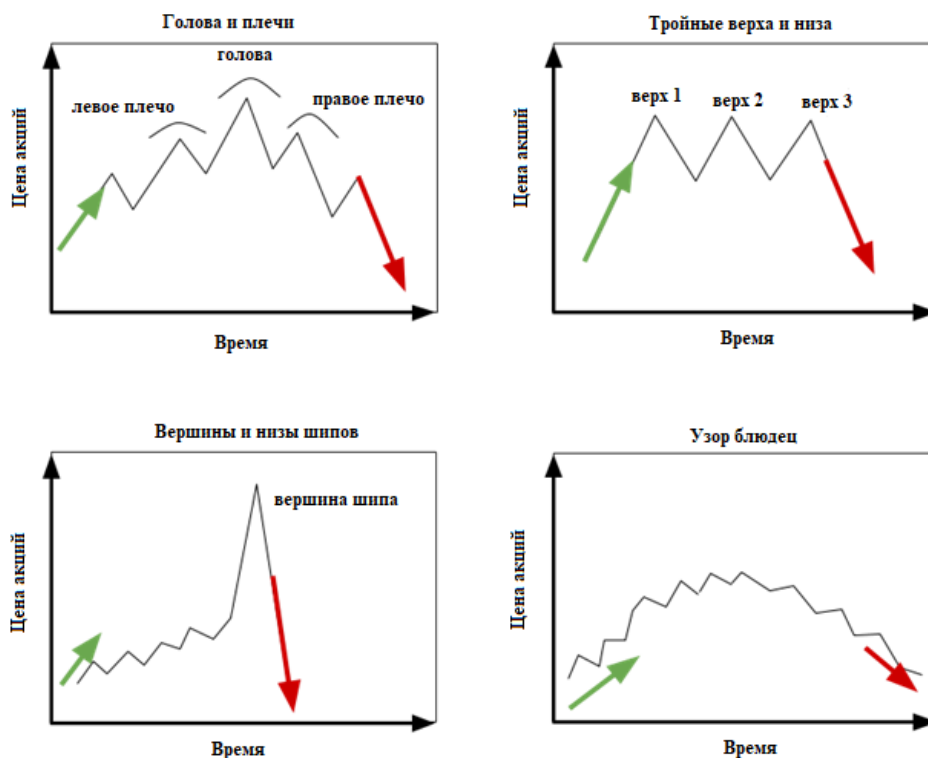 Голова и плечи
голова
левое плечо
правое плечо
Цена акций
Время
Тройные верха и низа
верх 1
верх 2
верх 3
Цена акций
Время
Вершины и низы шипов
вершина шипа
Цена акций
Время
Узор блюдец
Цена акций
Время